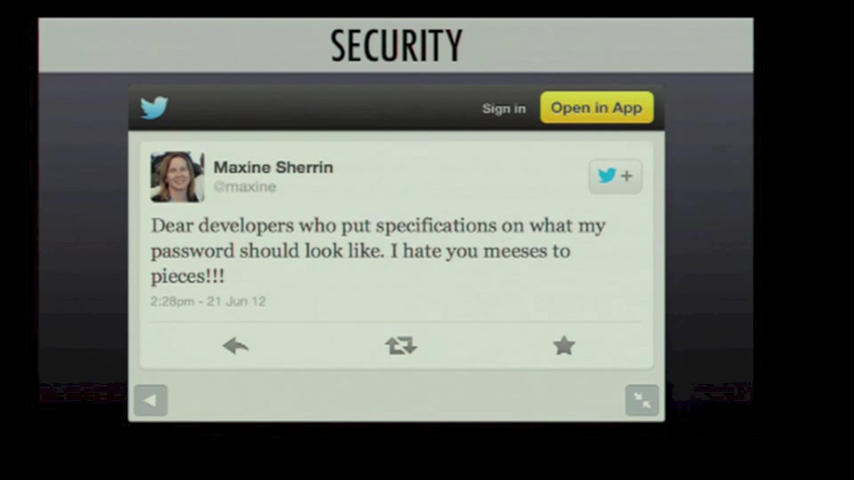 SECURITY
Sign in
Open in App
Maxine Sherrin
@maxine
Dear developers who put specifications on what my
password should look like. I hate you meeses to
pieces!!!
2:28pm - 21 Jun 12